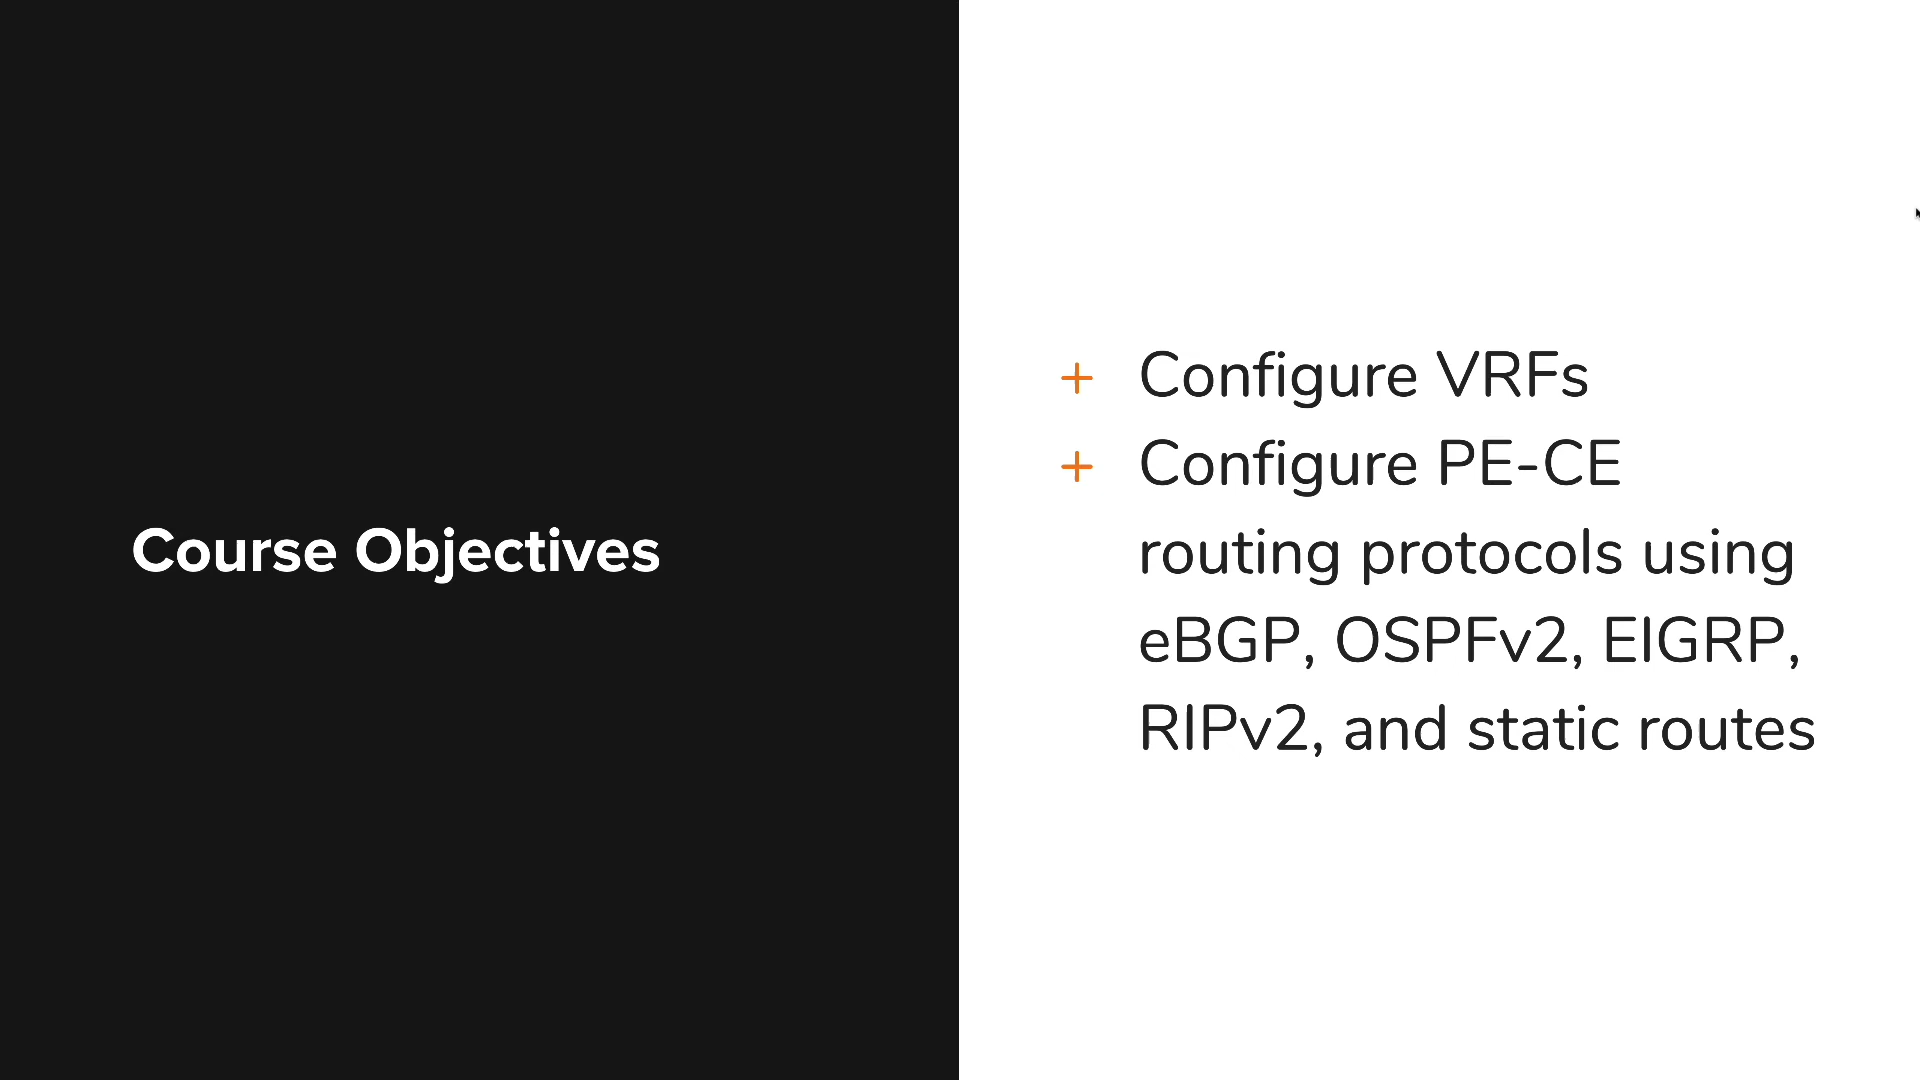 Course Objectives
+ Configure VRFs
+ Configure PE-CE
routing protocols using
eBGP, OSPFv2, EIGRP,
RIPv2, and static routes